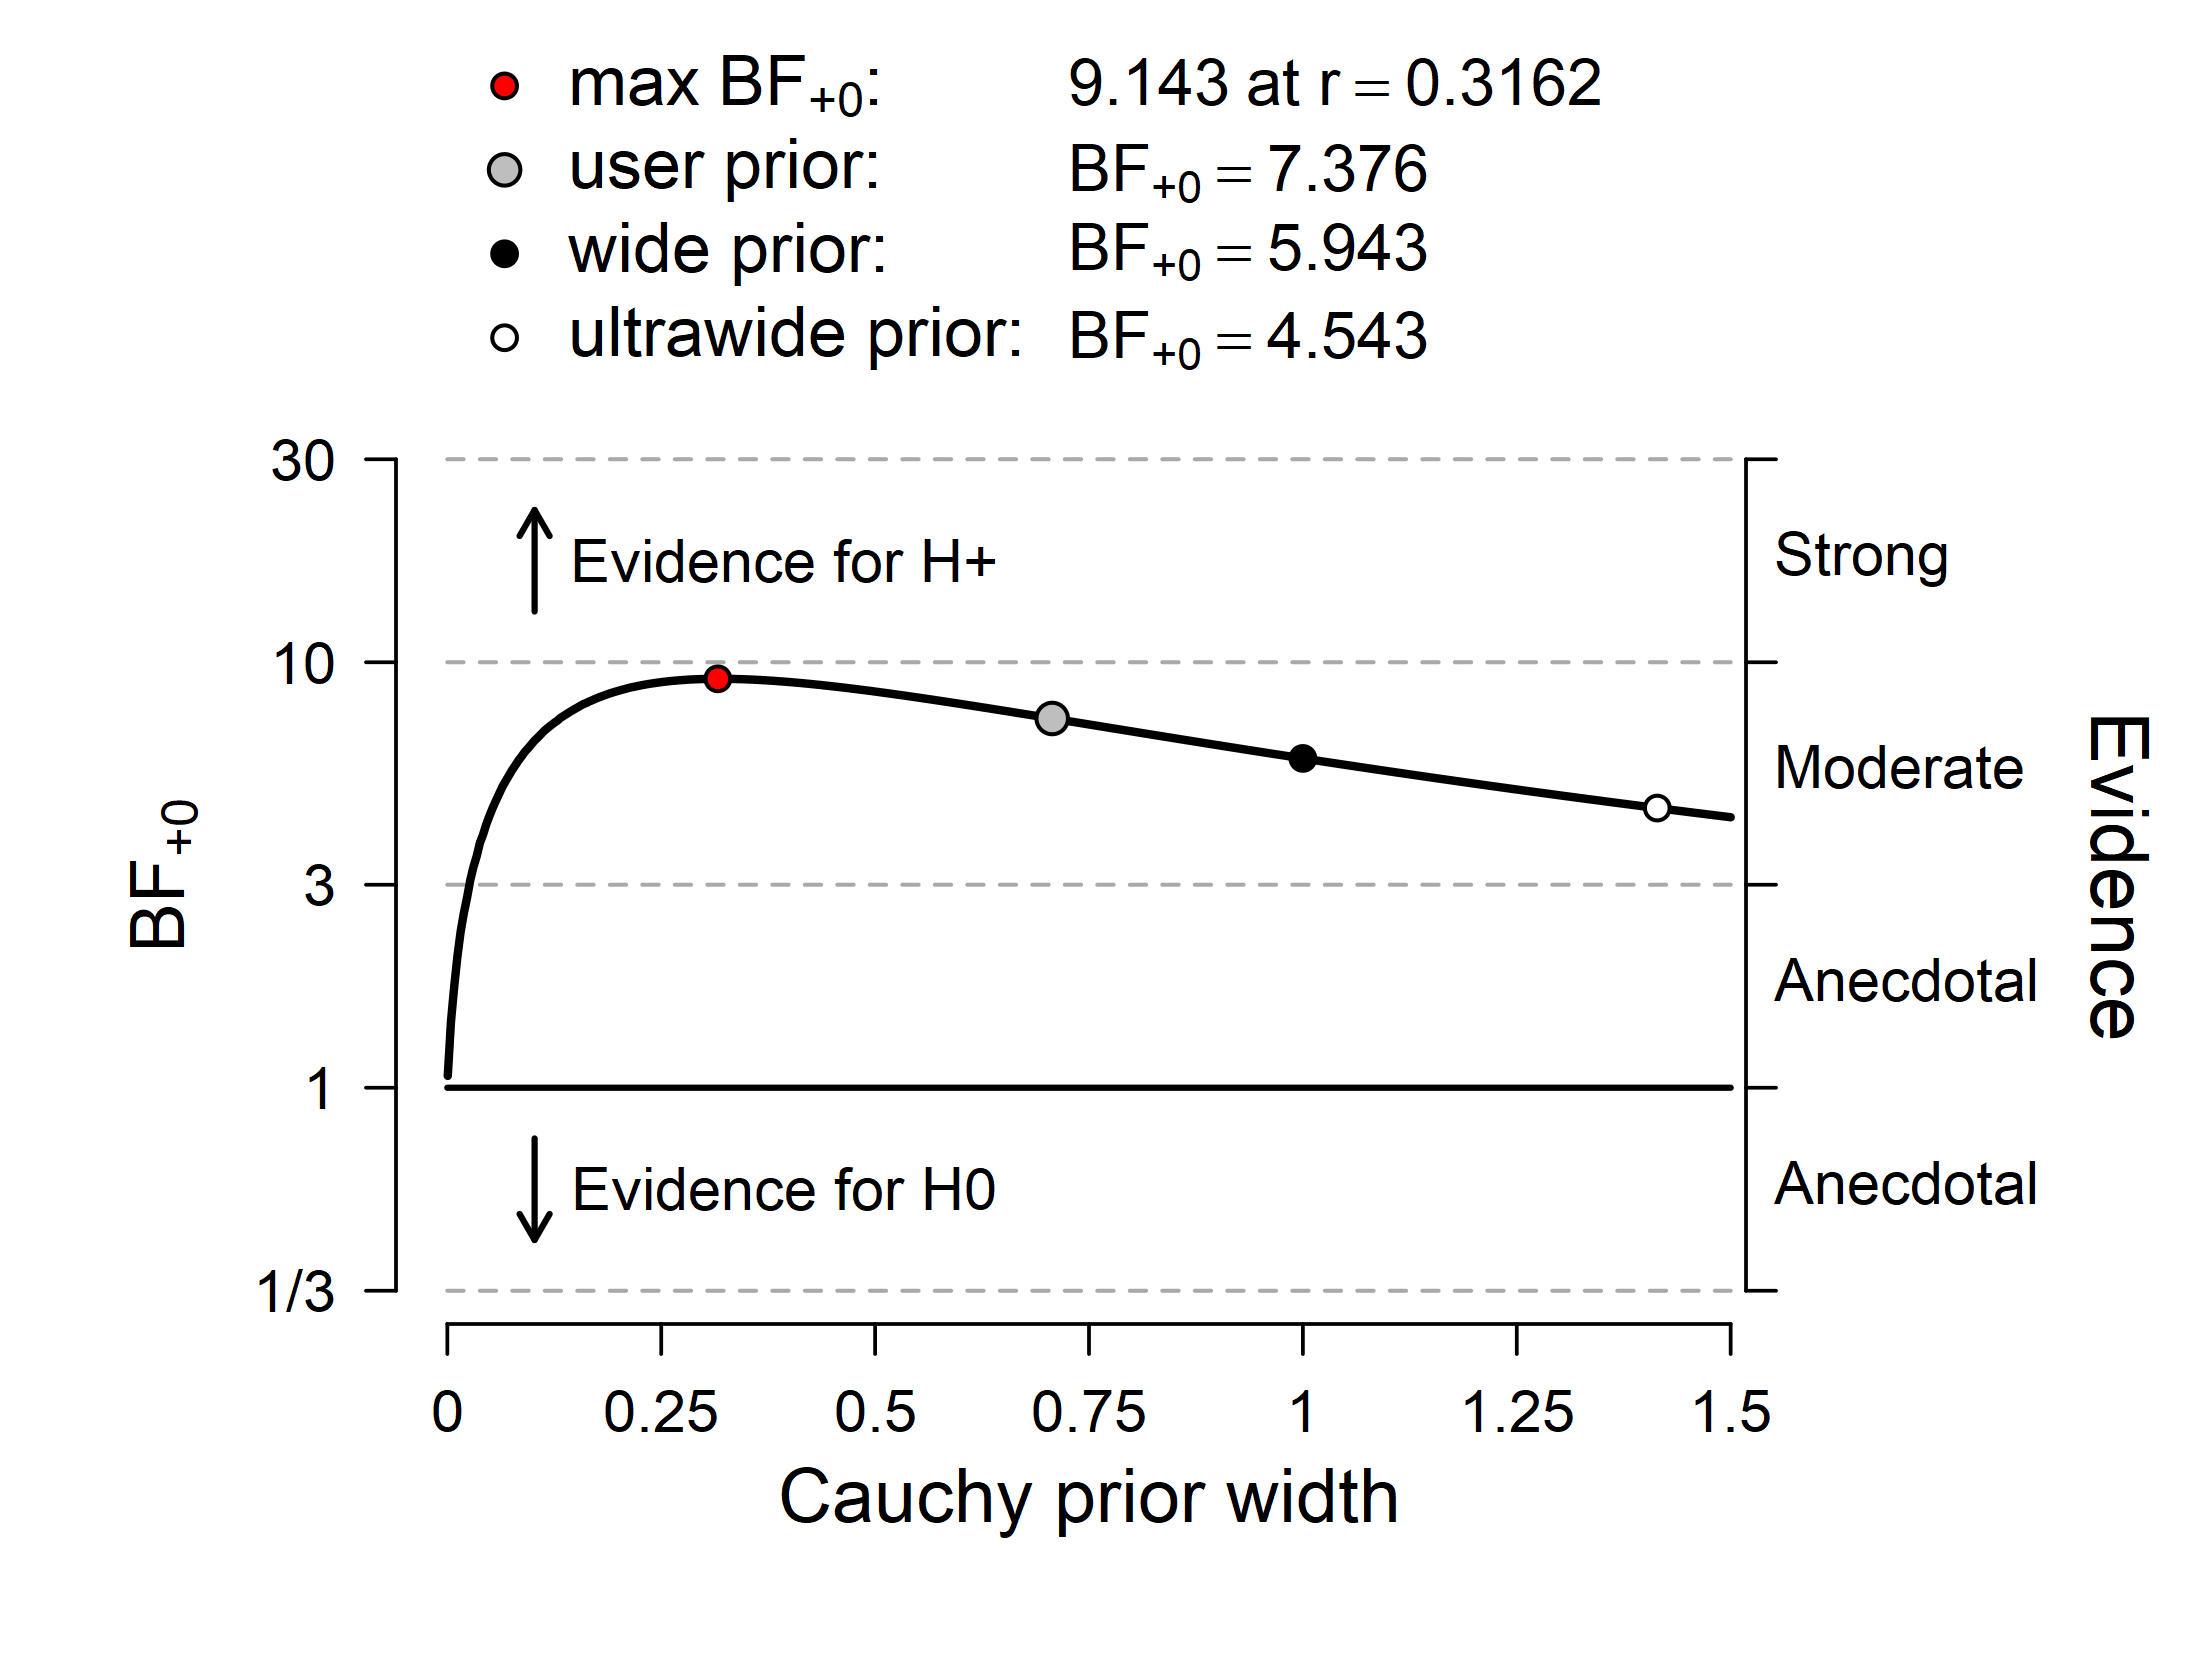 max BF+0: 9.143 at r = 0.3162
user prior: BF+0 = 7.376
wide prior: BF+0 = 5.943
ultrawide prior: BF+0 = 4.543
30
10
3
1
1/3
BF+0
Evidence for H+
Evidence for H0
Strong
Moderate
Anecdotal
Anecdotal
Evidence
0 0.25 0.5 0.75 1 1.25 1.5
Cauchy prior width